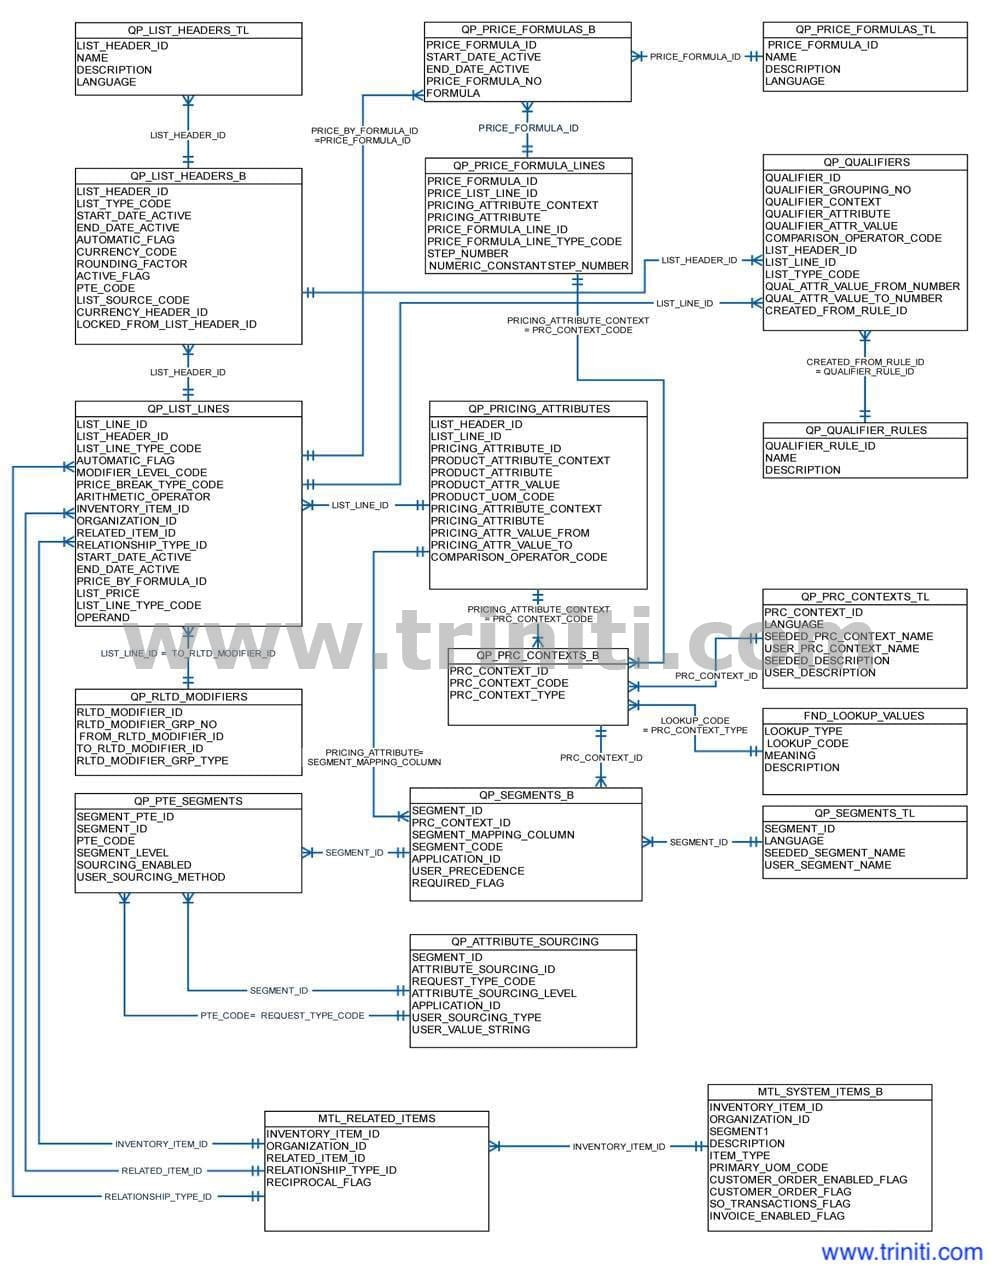 QP_LIST_HEADERS_TL
LIST_HEADER_ID
NAME
DESCRIPTION
LANGUAGE
QP_PRICE_FORMULAS_B
PRICE_FORMULA_ID
START_DATE_ACTIVE
END_DATE_ACTIVE
PRICE_FORMULA_NO
FORMULA
PRICE_FORMULA_ID
QP_PRICE_FORMULAS_TL
PRICE_FORMULA_ID
NAME
DESCRIPTION
LANGUAGE
LIST_HEADER_ID
PRICE_BY_FORMULA_ID
=PRICE_FORMULA_ID
PRICE_FORMULA_ID
QP_LIST_HEADERS_B
LIST_HEADER_ID
LIST_TYPE_CODE
START_DATE_ACTIVE
END_DATE_ACTIVE
AUTOMATIC_FLAG
CURRENCY_CODE
ROUNDING_FACTOR
ACTIVE_FLAG
PTE_CODE
LIST_SOURCE_CODE
CURRENCY_HEADER_ID
LOCKED_FROM_LIST_HEADER_ID
QP_PRICE_FORMULA_LINES
PRICE_FORMULA_ID
PRICE_LIST_LINE_ID
PRICING_ATTRIBUTE_CONTEXT
PRICING_ATTRIBUTE
PRICE_FORMULA_LINE_ID
PRICE_FORMULA_LINE_TYPE_CODE
STEP_NUMBER
NUMERIC_CONSTANTSTEP_NUMBER
QP_QUALIFIERS
QUALIFIER_ID
QUALIFIER_GROUPING_NO
QUALIFIER_CONTEXT
QUALIFIER_ATTRIBUTE
QUALIFIER_ATTR_VALUE
COMPARISON_OPERATOR_CODE
LIST_HEADER_ID
LIST_LINE_ID
LIST_TYPE_CODE
QUAL_ATTR_VALUE_FROM_NUMBER
QUAL_ATTR_VALUE_TO_NUMBER
CREATED_FROM_RULE_ID
LIST_HEADER_ID
LIST_LINE_ID
PRICING_ATTRIBUTE_CONTEXT
= PRC_CONTEXT_CODE
LIST_HEADER_ID
CREATED_FROM_RULE_ID
= QUALIFIER_RULE_ID
QP_LIST_LINES
LIST_LINE_ID
LIST_HEADER_ID
LIST_LINE_TYPE_CODE
AUTOMATIC_FLAG
MODIFIER_LEVEL_CODE
PRICE_BREAK_TYPE_CODE
ARITHMETIC_OPERATOR
INVENTORY_ITEM_ID
ORGANIZATION_ID
RELATED_ITEM_ID
RELATIONSHIP_TYPE_ID
START_DATE_ACTIVE
END_DATE_ACTIVE
PRICE_BY_FORMULA_ID
LIST_PRICE
LIST_LINE_TYPE_CODE
OPERAND
LIST_LINE_ID
QP_PRICING_ATTRIBUTES
LIST_HEADER_ID
LIST_LINE_ID
PRICING_ATTRIBUTE_ID
PRODUCT_ATTRIBUTE_CONTEXT
PRODUCT_ATTRIBUTE
PRODUCT_ATTR_VALUE
PRODUCT_UOM_CODE
PRICING_ATTRIBUTE_CONTEXT
PRICING_ATTRIBUTE
PRICING_ATTR_VALUE_FROM
PRICING_ATTR_VALUE_TO
COMPARISON_OPERATOR_CODE
QP_QUALIFIER_RULES
QUALIFIER_RULE_ID
NAME
DESCRIPTION
PRICING_ATTRIBUTE_CONTEXT
= PRC_CONTEXT_CODE
www.triniti.com
LIST_LINE_ID = TO_RLTD_MODIFIER_ID
QP_PRC_CONTEXTS_B
PRC_CONTEXT_ID
PRC_CONTEXT_CODE
PRC_CONTEXT_TYPE
QP_PRC_CONTEXTS_TL
PRC_CONTEXT_ID
LANGUAGE
SEEDED_PRC_CONTEXT_NAME
USER_PRC_CONTEXT_NAME
SEEDED_DESCRIPTION
USER_DESCRIPTION
PRC_CONTEXT_ID
QP_RLTD_MODIFIERS
RLTD_MODIFIER_ID
RLTD_MODIFIER_GRP_NO
FROM_RLTD_MODIFIER_ID
TO_RLTD_MODIFIER_ID
RLTD_MODIFIER_GRP_TYPE
LOOKUP_CODE
= PRC_CONTEXT_TYPE
FND_LOOKUP_VALUES
LOOKUP_TYPE
LOOKUP_CODE
MEANING
DESCRIPTION
PRICING_ATTRIBUTE=
SEGMENT_MAPPING_COLUMN
PRC_CONTEXT_ID
QP_PTE_SEGMENTS
SEGMENT_PTE_ID
SEGMENT_ID
PTE_CODE
SEGMENT_LEVEL
SOURCING_ENABLED
USER_SOURCING_METHOD
SEGMENT_ID
QP_SEGMENTS_B
SEGMENT_ID
PRC_CONTEXT_ID
SEGMENT_MAPPING_COLUMN
SEGMENT_CODE
APPLICATION_ID
USER_PRECEDENCE
REQUIRED_FLAG
SEGMENT_ID
QP_SEGMENTS_TL
SEGMENT_ID
LANGUAGE
SEEDED_SEGMENT_NAME
USER_SEGMENT_NAME
QP_ATTRIBUTE_SOURCING
SEGMENT_ID
ATTRIBUTE_SOURCING_ID
REQUEST_TYPE_CODE
ATTRIBUTE_SOURCING_LEVEL
APPLICATION_ID
USER_SOURCING_TYPE
USER_VALUE_STRING
SEGMENT_ID
PTE_CODE= REQUEST_TYPE_CODE
MTL_RELATED_ITEMS
INVENTORY_ITEM_ID
ORGANIZATION_ID
RELATED_ITEM_ID
RELATIONSHIP_TYPE_ID
RECIPROCAL_FLAG
INVENTORY_ITEM_ID
RELATED_ITEM_ID
RELATIONSHIP_TYPE_ID
INVENTORY_ITEM_ID
MTL_SYSTEM_ITEMS_B
INVENTORY_ITEM_ID
ORGANIZATION_ID
SEGMENT1
DESCRIPTION
ITEM_TYPE
PRIMARY_UOM_CODE
CUSTOMER_ORDER_ENABLED_FLAG
CUSTOMER_ORDER_FLAG
SO_TRANSACTIONS_FLAG
INVOICE_ENABLED_FLAG
www.triniti.com